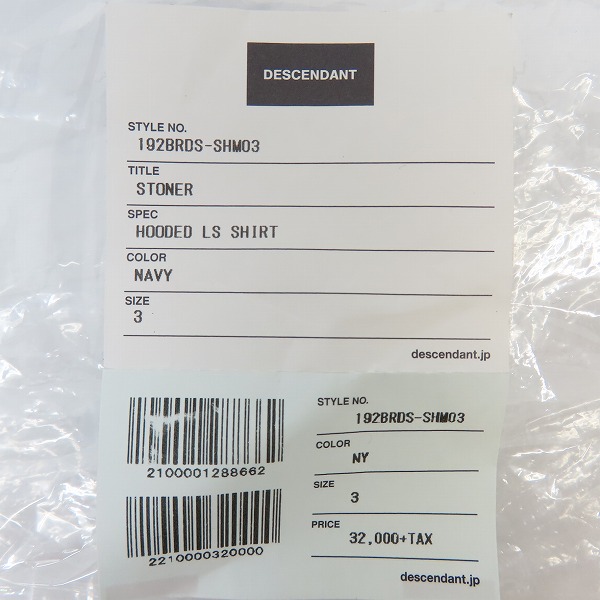 DESCENDANT
STYLE NO.
192BRDS-SHM03
TITLE
STONER
SPEC
HOODED LS SHIRT
COLOR
NAVY
SIZE
3
descendant.jp
2100001288662
2210000320000
STYLE NO.
192BRDS-SHM03
COLOR
NY
SIZE
3
PRICE
32,000+TAX
descendant.jp